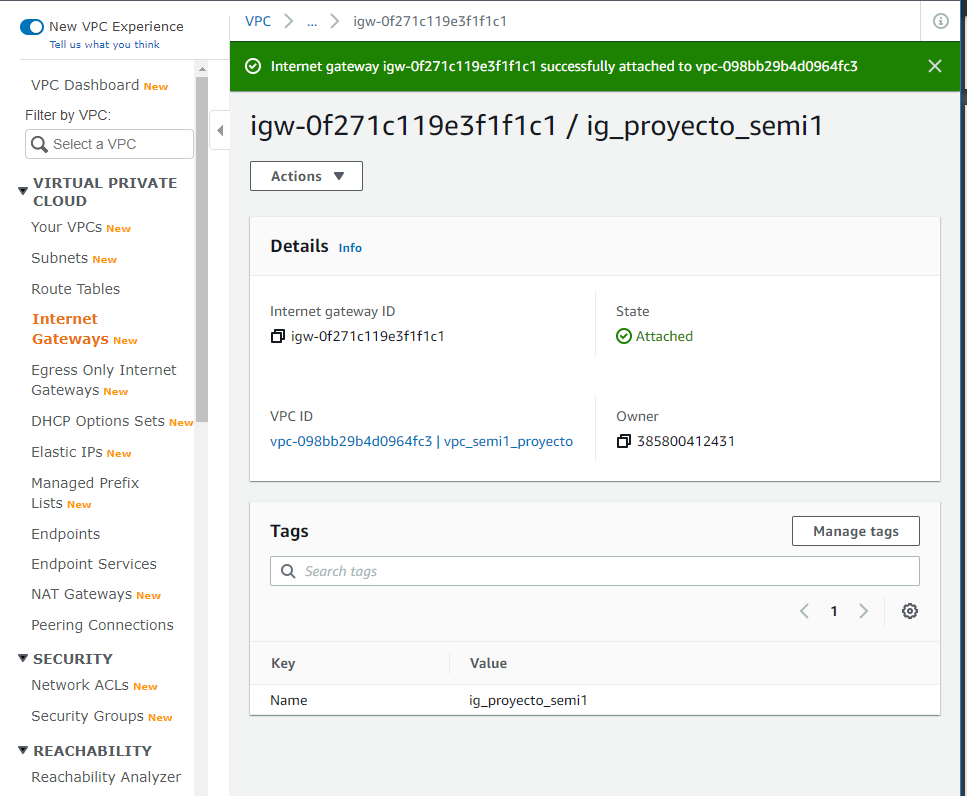 New VPC Experience
Tell us what you think
VPC Dashboard New
Filter by VPC:
Select a VPC
VIRTUAL PRIVATE
CLOUD
Your VPCs New
Subnets New
Route Tables
Internet
Gateways New
Egress Only Internet
Gateways New
DHCP Options Sets New
Elastic IPs New
Managed Prefix
Lists New
Endpoints
Endpoint Services
NAT Gateways New
Peering Connections
SECURITY
Network ACLs New
Security Groups New
REACHABILITY
Reachability Analyzer
VPC > ... > igw-0f271c119e3f1f1c1
Internet gateway igw-0f271c119e3f1f1c1 successfully attached to vpc-098bb29b4d0964fc3
igw-0f271c119e3f1f1c1 / ig_proyecto_semi1
Actions
Details Info
Internet gateway ID
igw-0f271c119e3f1f1c1
State
Attached
VPC ID
vpc-098bb29b4d0964fc3 | vpc_semi1_proyecto
Owner
385800412431
Tags
Manage tags
Search tags
1
Key Value
Name ig_proyecto_semi1